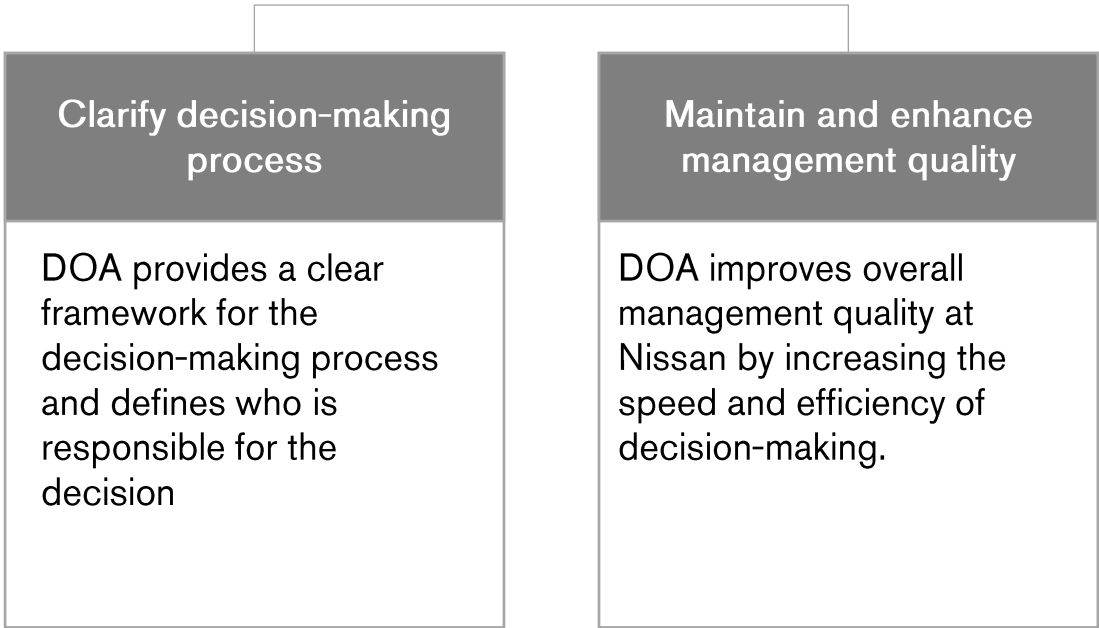 Clarify decision-making
process
DOA provides a clear
framework for the
decision-making process
and defines who is
responsible for the
decision
Maintain and enhance
management quality
DOA improves overall
management quality at
Nissan by increasing the
speed and efficiency of
decision-making.